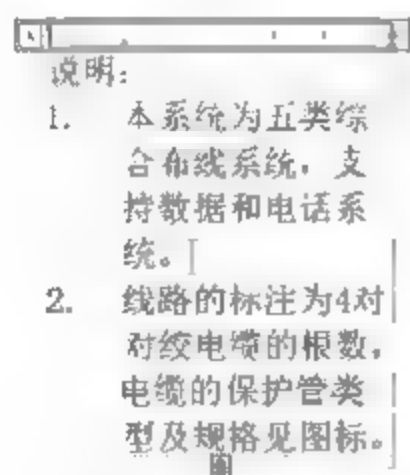 说明:
1. 本系统为五类综
合布线系统，支
持数据和电话系
统。
2. 线路的标注为4对
对绞电缆的根数，
电缆的保护管类
型及规格见图标。